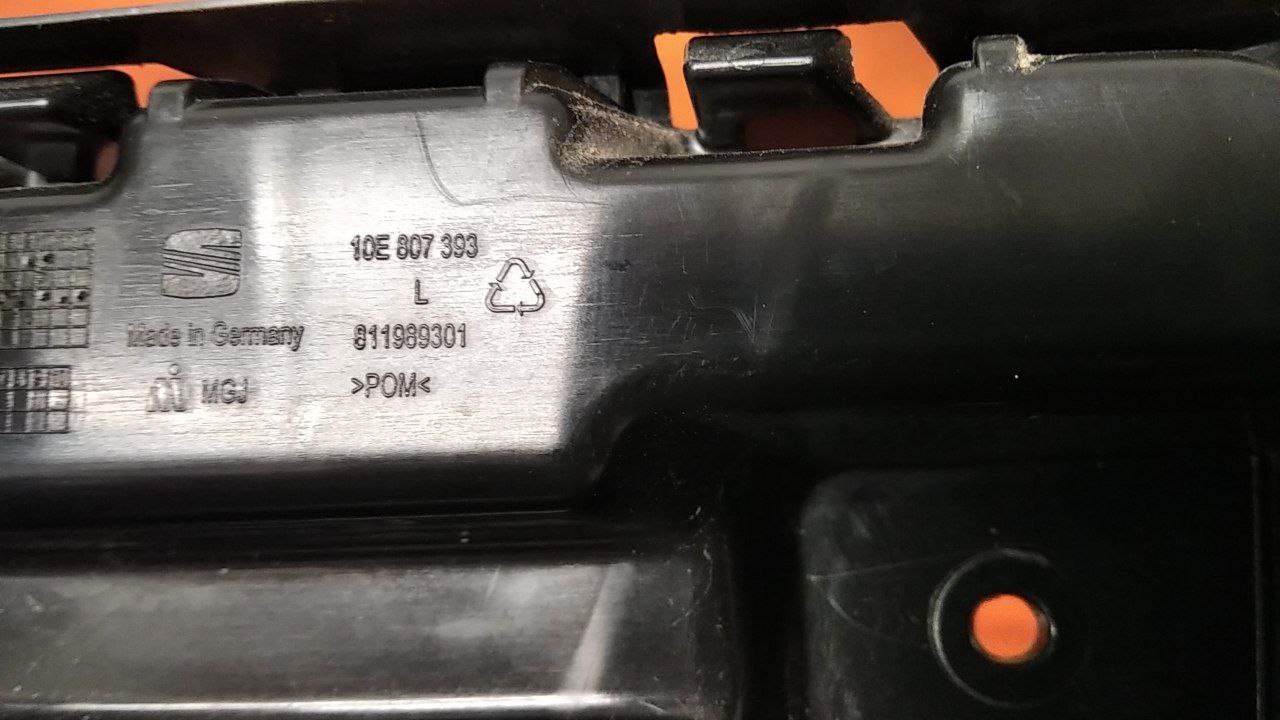 10E 807 393
L
811989301
>POM<
Made in Germany
MGJ